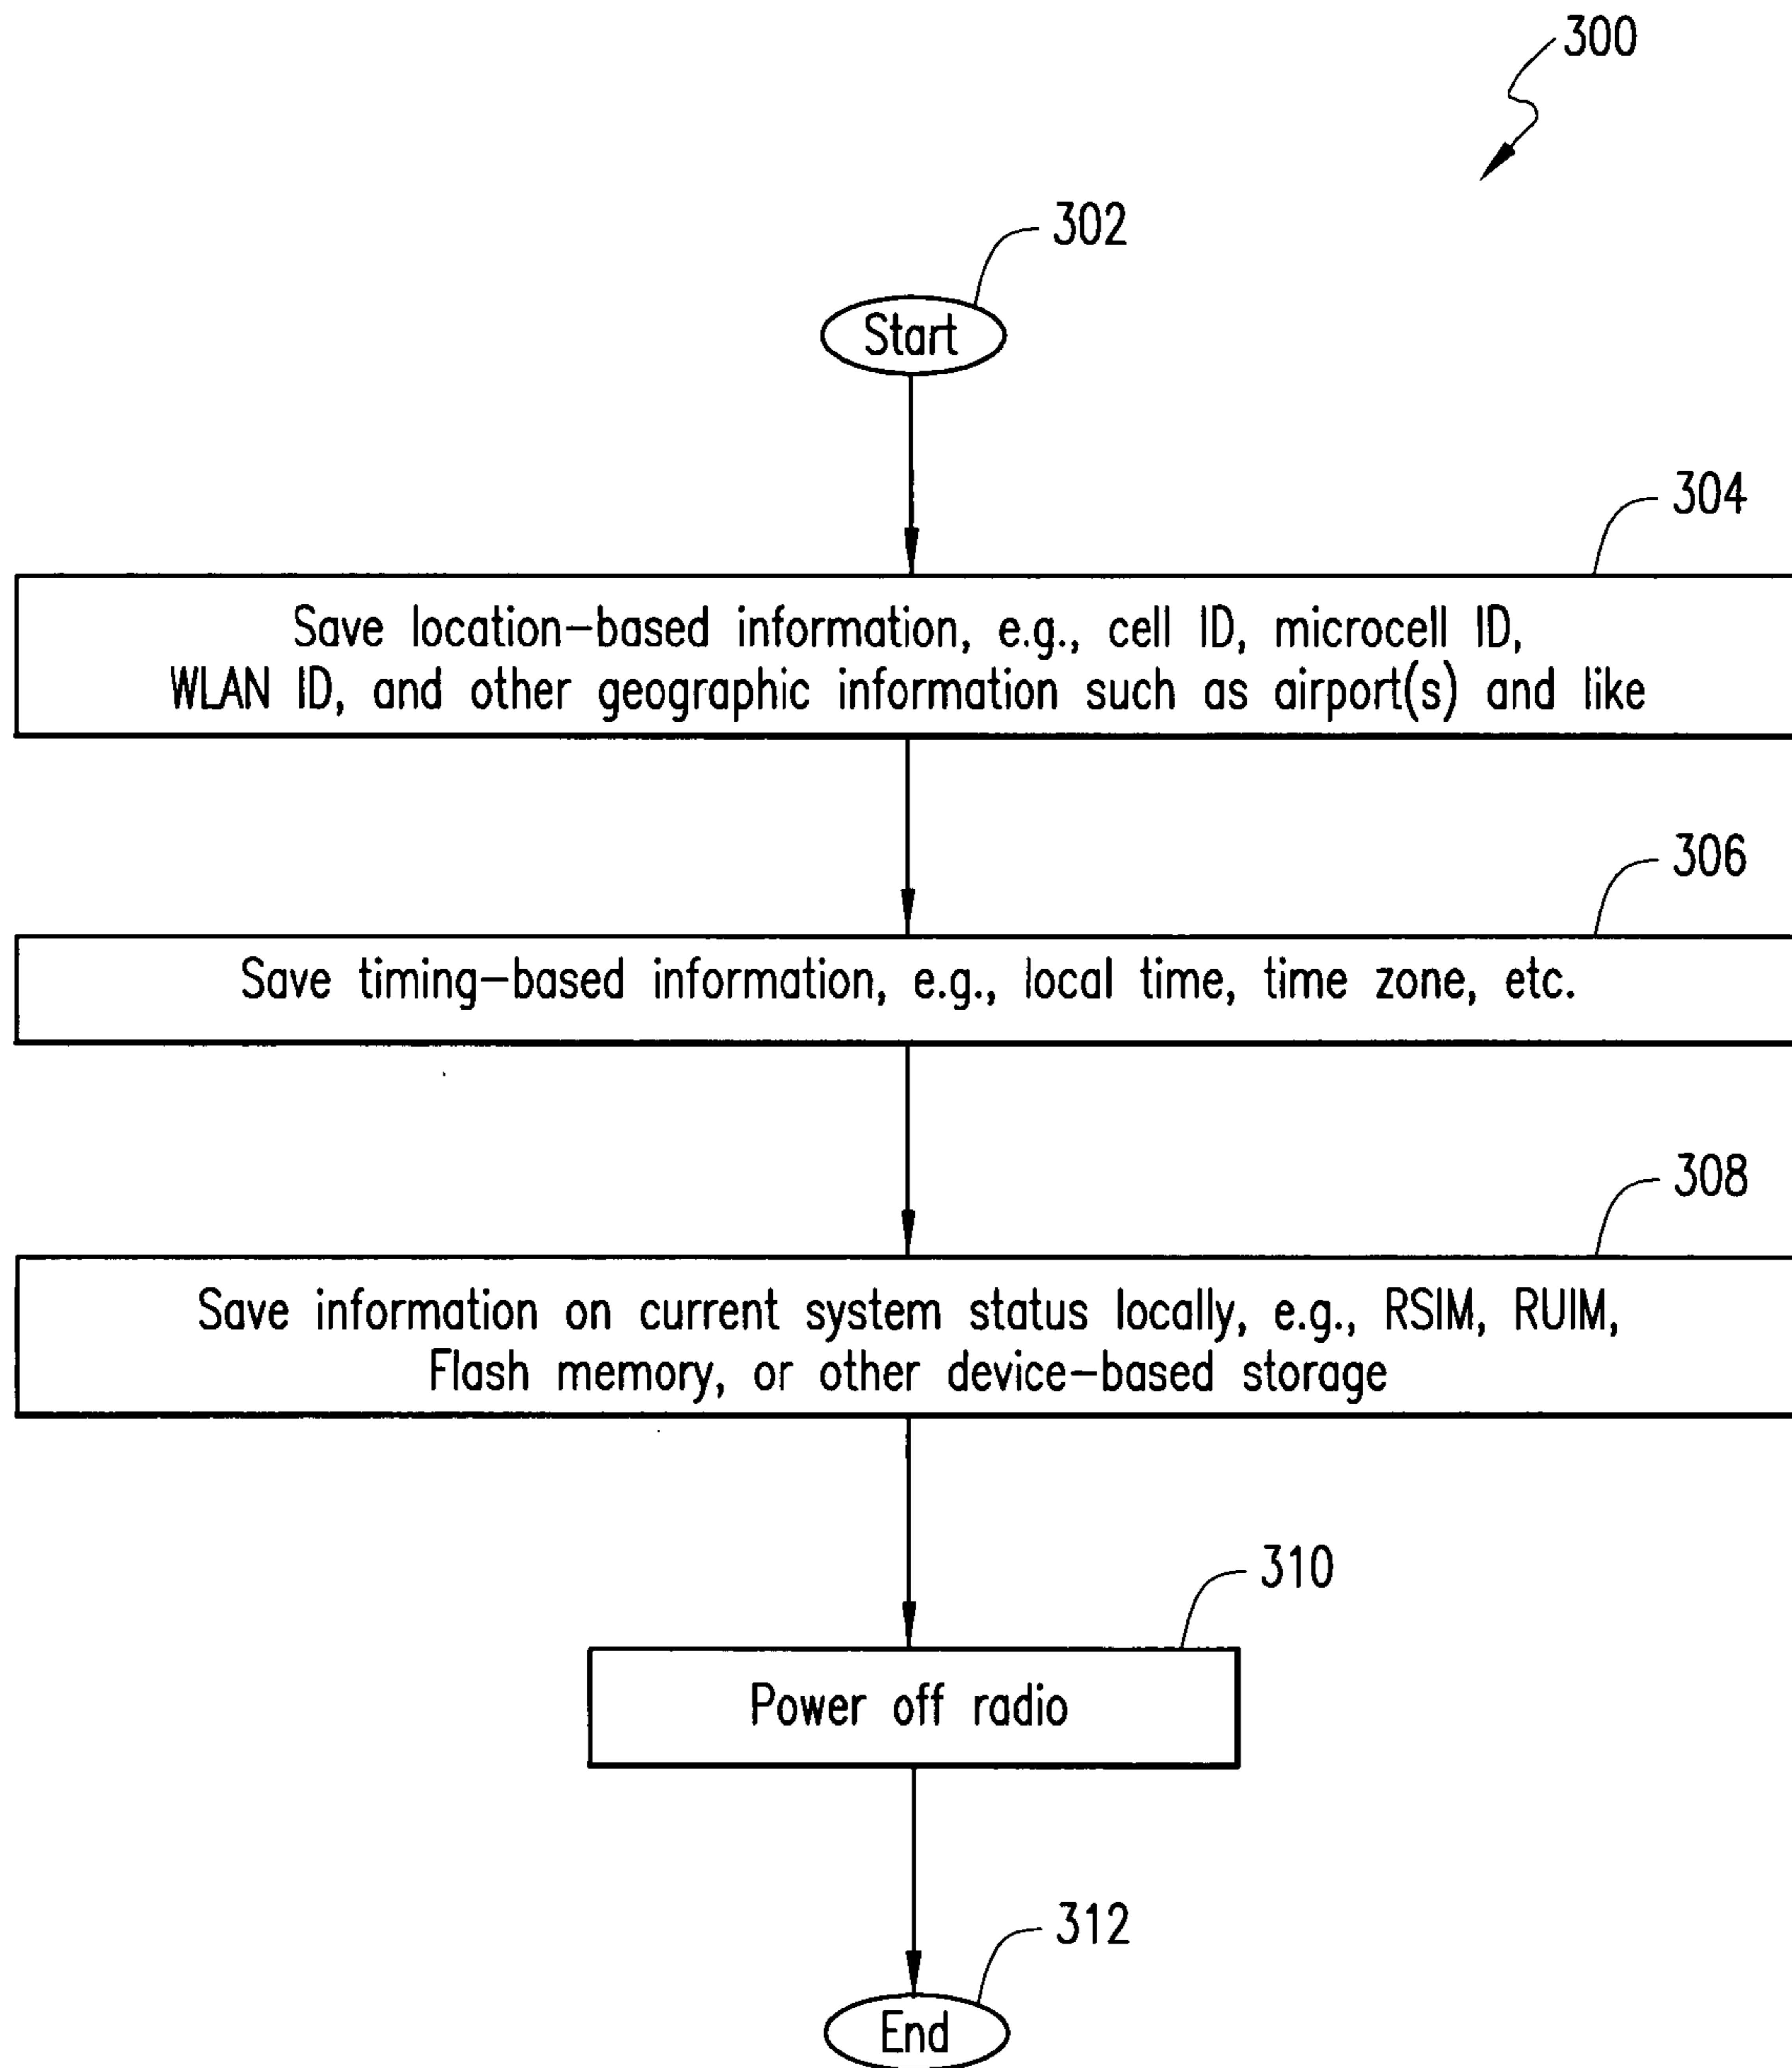 300
302
Start
304
Save location-based information, e.g., cell ID, microcell ID,
WLAN ID, and other geographic information such as airport(s) and like
306
Save timing-based information, e.g., local time, time zone, etc.
308
Save information on current system status locally, e.g., RSIM, RUIM,
Flash memory, or other device-based storage
310
Power off radio
312
End